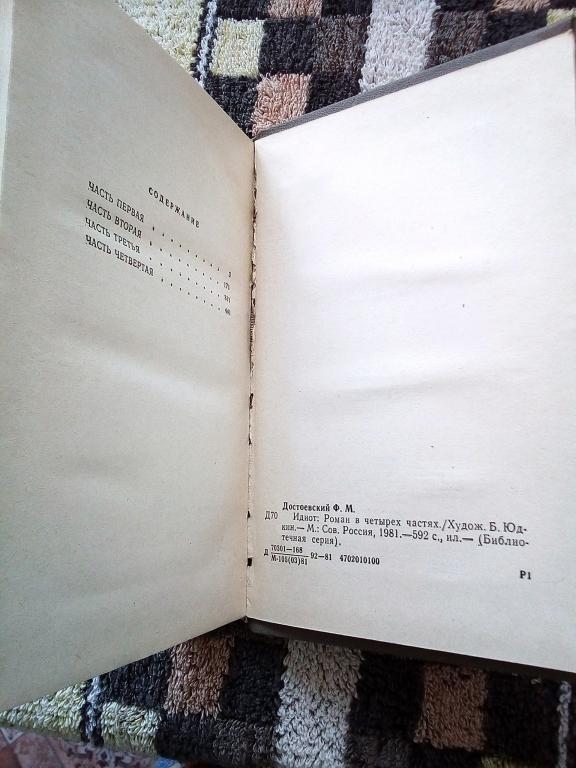 СОДЕРЖАНИЕ
ЧАСТЬ ПЕРВАЯ . . . . . . 3
ЧАСТЬ ВТОРАЯ . . . . . . 171
ЧАСТЬ ТРЕТЬЯ . . . . . .
ЧАСТЬ ЧЕТВЕРТАЯ . . . . . .
Достоевский Ф. М.
Д70 Идиот: Роман в четырех частях./Худож. Б. Юд-
кин.— М.: Сов. Россия, 1981.—592 с., ил.— (Библио-
течная серия).
Д 70301—168
М-105(03)81 92—81 4702010100
Р1